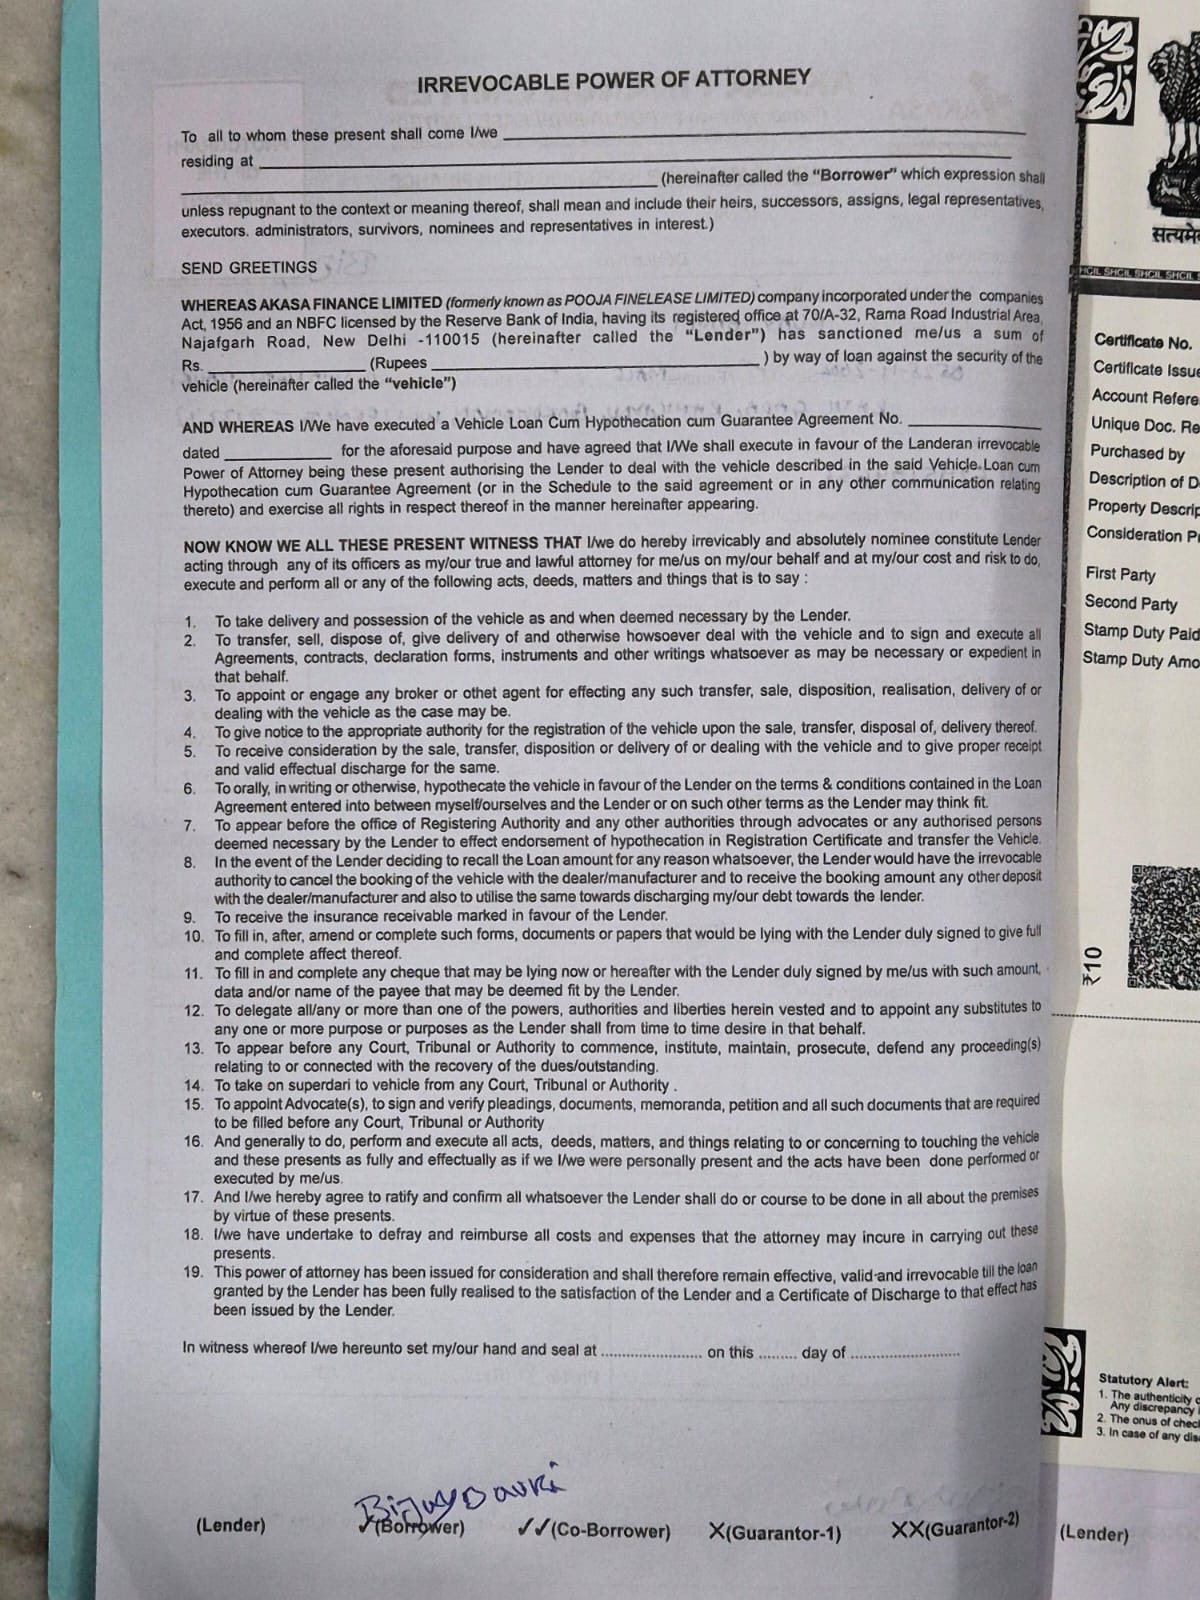 IRREVOCABLE POWER OF ATTORNEY
To all to whom these present shall come I/we
residing at
(hereinafter called the "Borrower" which expression shall
unless repugnant to the context or meaning thereof, shall mean and include their heirs, successors, assigns, legal representatives,
executors. administrators, survivors, nominees and representatives in interest.)
SEND GREETINGS
WHEREAS AKASA FINANCE LIMITED (formerly known as POOJA FINELEASE LIMITED) company incorporated under the companies
Act, 1956 and an NBFC licensed by the Reserve Bank of India, having its registered office at 70/A-32, Rama Road Industrial Area,
Najafgarh Road, New Delhi -110015 (hereinafter called the "Lender") has sanctioned me/us a sum of
Rs. (Rupees ) by way of loan against the security of the
vehicle (hereinafter called the "vehicle")
AND WHEREAS I/We have executed a Vehicle Loan Cum Hypothecation cum Guarantee Agreement No.
dated for the aforesaid purpose and have agreed that I/We shall execute in favour of the Landeran irrevocable
Power of Attorney being these present authorising the Lender to deal with the vehicle described in the said Vehicle Loan cum
Hypothecation cum Guarantee Agreement (or in the Schedule to the said agreement or in any other communication relating
thereto) and exercise all rights in respect thereof in the manner hereinafter appearing.
NOW KNOW WE ALL THESE PRESENT WITNESS THAT I/we do hereby irrevicably and absolutely nominee constitute Lender
acting through any of its officers as my/our true and lawful attorney for me/us on my/our behalf and at my/our cost and risk to do,
execute and perform all or any of the following acts, deeds, matters and things that is to say :
1. To take delivery and possession of the vehicle as and when deemed necessary by the Lender.
2. To transfer, sell, dispose of, give delivery of and otherwise howsoever deal with the vehicle and to sign and execute all
Agreements, contracts, declaration forms, instruments and other writings whatsoever as may be necessary or expedient in
that behalf.
3. To appoint or engage any broker or othet agent for effecting any such transfer, sale, disposition, realisation, delivery of or
dealing with the vehicle as the case may be.
4. To give notice to the appropriate authority for the registration of the vehicle upon the sale, transfer, disposal of, delivery thereof.
5. To receive consideration by the sale, transfer, disposition or delivery of or dealing with the vehicle and to give proper receipt
and valid effectual discharge for the same.
6. To orally, in writing or otherwise, hypothecate the vehicle in favour of the Lender on the terms & conditions contained in the Loan
Agreement entered into between myself/ourselves and the Lender or on such other terms as the Lender may think fit.
7. To appear before the office of Registering Authority and any other authorities through advocates or any authorised persons
deemed necessary by the Lender to effect endorsement of hypothecation in Registration Certificate and transfer the Vehicle.
8. In the event of the Lender deciding to recall the Loan amount for any reason whatsoever, the Lender would have the irrevocable
authority to cancel the booking of the vehicle with the dealer/manufacturer and to receive the booking amount any other deposit
with the dealer/manufacturer and also to utilise the same towards discharging my/our debt towards the lender.
9. To receive the insurance receivable marked in favour of the Lender.
10. To fill in, after, amend or complete such forms, documents or papers that would be lying with the Lender duly signed to give full
and complete affect thereof.
11. To fill in and complete any cheque that may be lying now or hereafter with the Lender duly signed by me/us with such amount,
data and/or name of the payee that may be deemed fit by the Lender.
12. To delegate all/any or more than one of the powers, authorities and liberties herein vested and to appoint any substitutes to
any one or more purpose or purposes as the Lender shall from time to time desire in that behalf.
13. To appear before any Court, Tribunal or Authority to commence, institute, maintain, prosecute, defend any proceeding(s)
relating to or connected with the recovery of the dues/outstanding.
14. To take on superdari to vehicle from any Court, Tribunal or Authority .
15. To appoint Advocate(s), to sign and verify pleadings, documents, memoranda, petition and all such documents that are required
to be filled before any Court, Tribunal or Authority
16. And generally to do, perform and execute all acts, deeds, matters, and things relating to or concerning to touching the vehicle
and these presents as fully and effectually as if we I/we were personally present and the acts have been done performed or
executed by me/us.
17. And I/we hereby agree to ratify and confirm all whatsoever the Lender shall do or course to be done in all about the premises
by virtue of these presents.
18. I/we have undertake to defray and reimburse all costs and expenses that the attorney may incure in carrying out these
presents.
19. This power of attorney has been issued for consideration and shall therefore remain effective, valid and irrevocable till the loan
granted by the Lender has been fully realised to the satisfaction of the Lender and a Certificate of Discharge to that effect has
been issued by the Lender.
In witness whereof I/we hereunto set my/our hand and seal at ........................ on this ......... day of ..........................
(Lender) ✓(Borrower) ✓✓(Co-Borrower) X(Guarantor-1) XX(Guarantor-2)
सत्यमे
SHCIL SHCIL SHCIL
Certificate No.
Certificate Issue
Account Refere
Unique Doc. Re
Purchased by
Description of D
Property Descrip
Consideration P
First Party
Second Party
Stamp Duty Paid
Stamp Duty Amo
₹10
Statutory Alert:
1. The authenticity
Any discrepancy
2. The onus of chec
3. In case of any dis
(Lender)